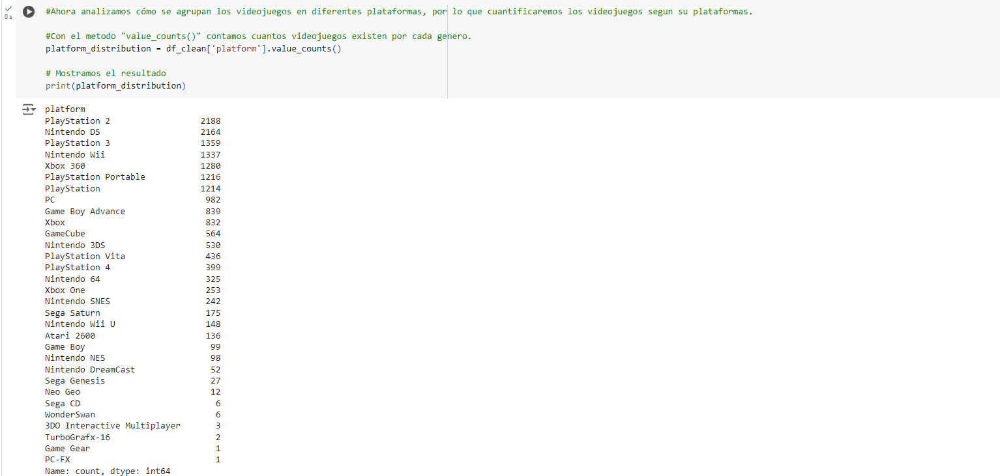 #Ahora analizamos cómo se agrupan los videojuegos en diferentes plataformas, por lo que cuantificaremos los videojuegos segun su plataformas.
#Con el metodo "value_counts()" contamos cuantos videojuegos existen por cada genero.
platform_distribution = df_clean['platform'].value_counts()
# Mostramos el resultado
print(platform_distribution)
0 s
platform
PlayStation 2 2188
Nintendo DS 2164
PlayStation 3 1359
Nintendo Wii 1337
Xbox 360 1280
PlayStation Portable 1216
PlayStation 1214
PC 982
Game Boy Advance 839
Xbox 832
GameCube 564
Nintendo 3DS 530
PlayStation Vita 436
PlayStation 4 399
Nintendo 64 325
Xbox One 253
Nintendo SNES 242
Sega Saturn 175
Nintendo Wii U 148
Atari 2600 136
Game Boy 99
Nintendo NES 98
Nintendo DreamCast 52
Sega Genesis 27
Neo Geo 12
Sega CD 6
WonderSwan 6
3DO Interactive Multiplayer 3
TurboGrafx-16 2
Game Gear 1
PC-FX 1
Name: count, dtype: int64